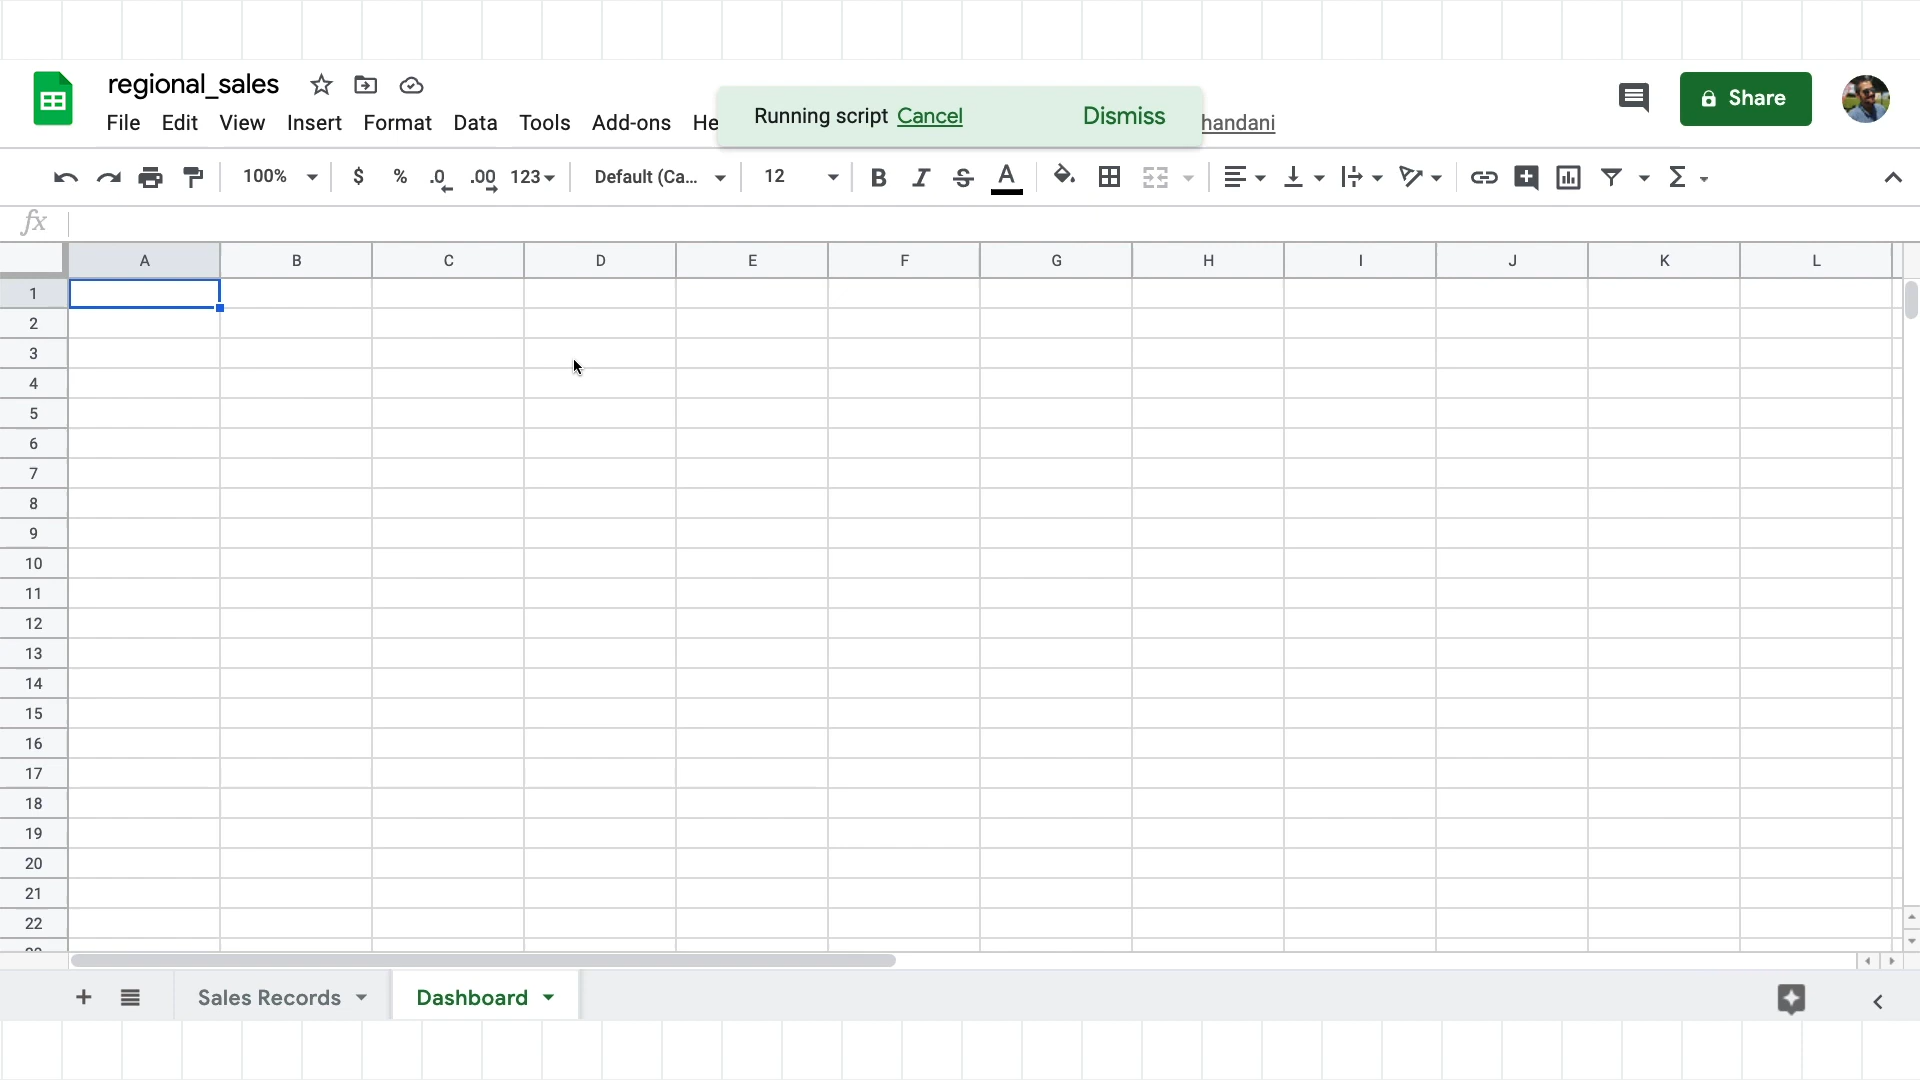 regional_sales
Running script Cancel Dismiss
Share
File Edit View Insert Format Data Tools Add-ons He
handani
100% $ % .0 .00 123 Default (Ca... 12 B I S A Σ
fx
A B C D E F G H I J K L
1
2
3
4
5
6
7
8
9
10
11
12
13
14
15
16
17
18
19
20
21
22
Sales Records Dashboard